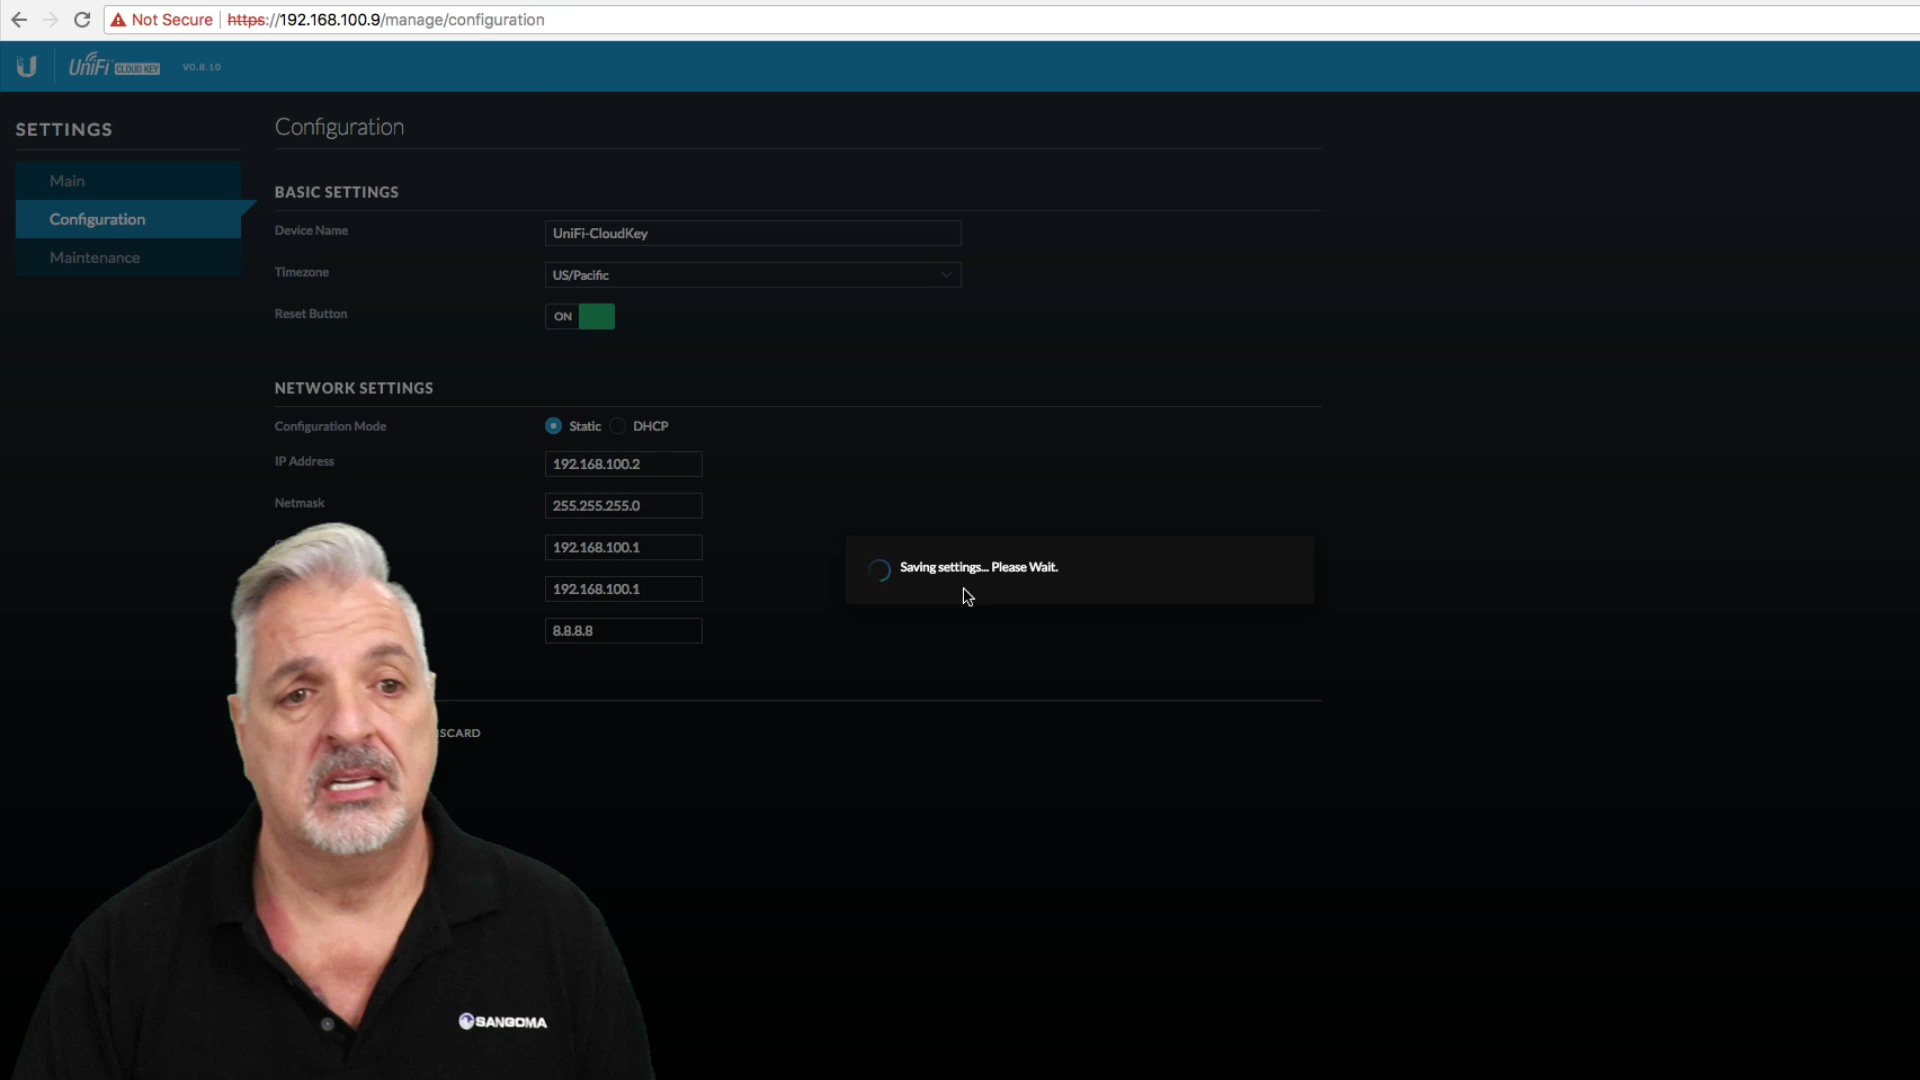 Not Secure https://192.168.100.9/manage/configuration
U UniFi CLOUD KEY V0.8.10
SETTINGS
Main
Configuration
Maintenance
Configuration
BASIC SETTINGS
Device Name UniFi-CloudKey
Timezone US/Pacific
Reset Button ON
NETWORK SETTINGS
Configuration Mode Static DHCP
IP Address 192.168.100.2
Netmask 255.255.255.0
192.168.100.1
192.168.100.1
8.8.8.8
Saving settings... Please Wait.
ISCARD
SANGOMA